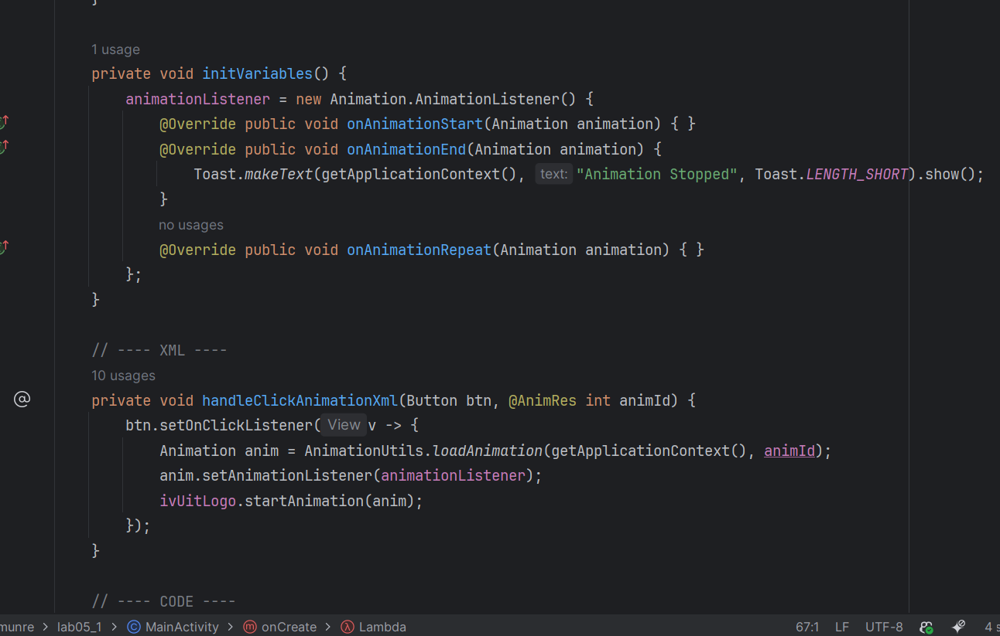 }
1 usage
private void initVariables() {
animationListener = new Animation.AnimationListener() {
@Override public void onAnimationStart(Animation animation) { }
@Override public void onAnimationEnd(Animation animation) {
Toast.makeText(getApplicationContext(), text: "Animation Stopped", Toast.LENGTH_SHORT).show();
}
no usages
@Override public void onAnimationRepeat(Animation animation) { }
};
}
// ---- XML ----
10 usages
private void handleClickAnimationXml(Button btn, @AnimRes int animId) {
btn.setOnClickListener( View v -> {
Animation anim = AnimationUtils.loadAnimation(getApplicationContext(), animId);
anim.setAnimationListener(animationListener);
ivUitLogo.startAnimation(anim);
});
}
// ---- CODE ----
munre > lab05_1 > C MainActivity > m onCreate > λ Lambda 67:1 LF UTF-8 4 s